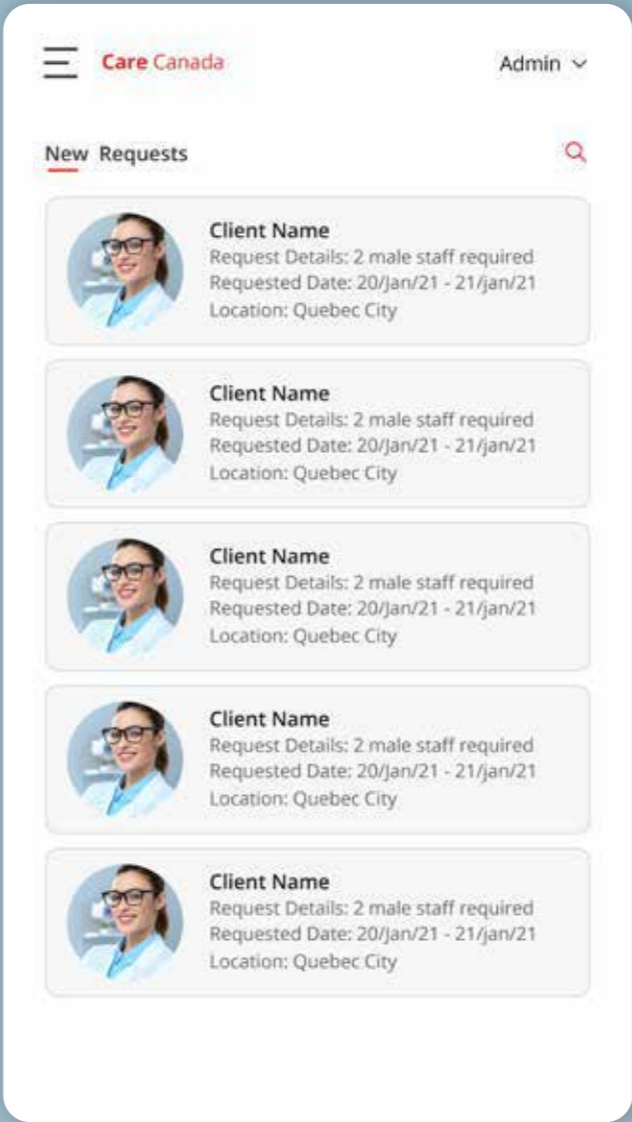 Care Canada
Admin
New Requests
Client Name
Request Details: 2 male staff required
Requested Date: 20/Jan/21 - 21/jan/21
Location: Quebec City
Client Name
Request Details: 2 male staff required
Requested Date: 20/Jan/21 - 21/jan/21
Location: Quebec City
Client Name
Request Details: 2 male staff required
Requested Date: 20/Jan/21 - 21/jan/21
Location: Quebec City
Client Name
Request Details: 2 male staff required
Requested Date: 20/Jan/21 - 21/jan/21
Location: Quebec City
Client Name
Request Details: 2 male staff required
Requested Date: 20/Jan/21 - 21/jan/21
Location: Quebec City